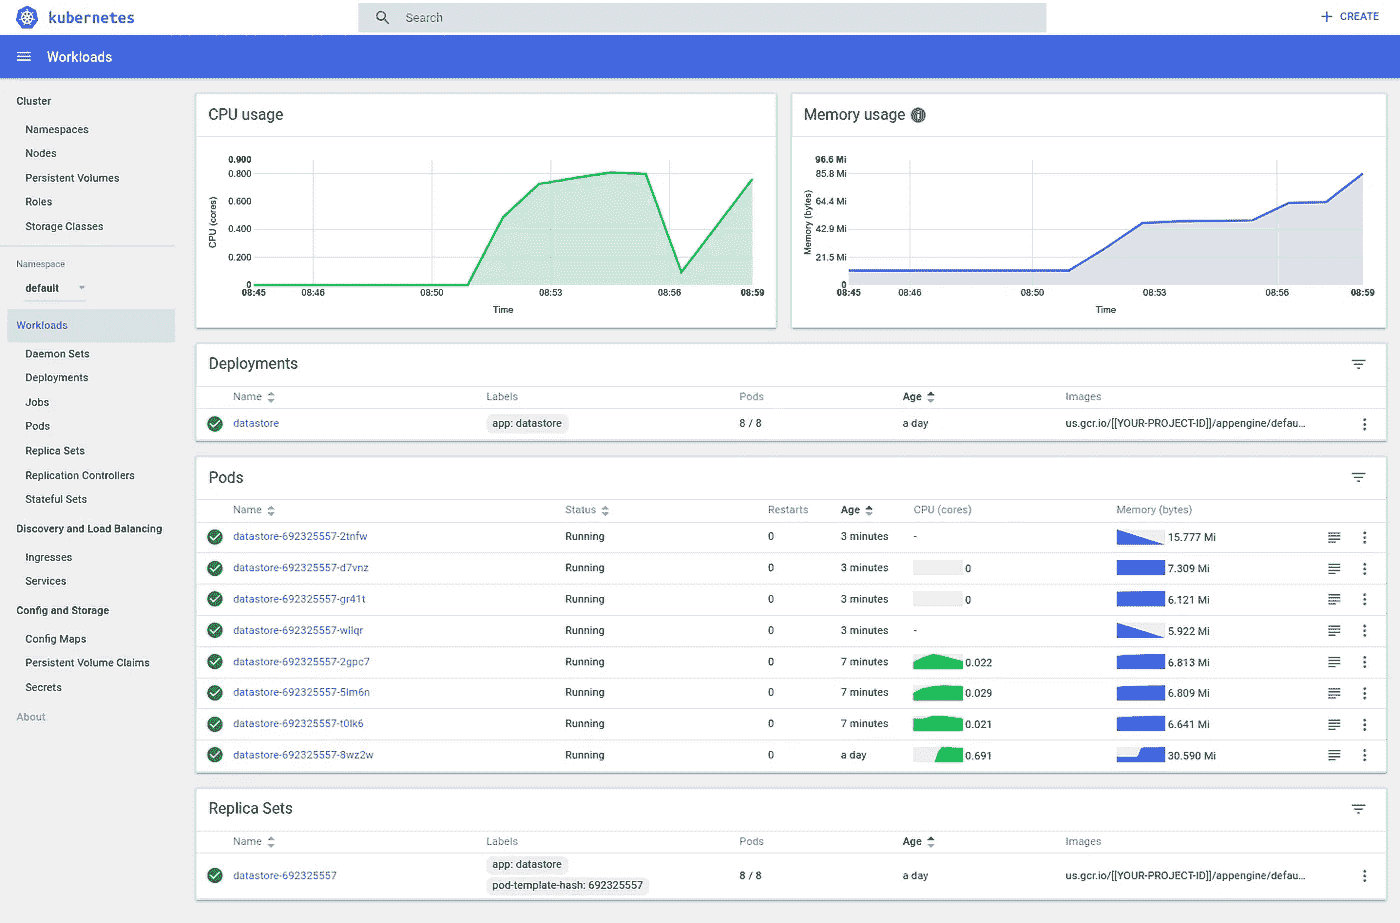 kubernetes
Search
+ CREATE
Workloads
Cluster
Namespaces
Nodes
Persistent Volumes
Roles
Storage Classes
Namespace
default
Workloads
Daemon Sets
Deployments
Jobs
Pods
Replica Sets
Replication Controllers
Stateful Sets
Discovery and Load Balancing
Ingresses
Services
Config and Storage
Config Maps
Persistent Volume Claims
Secrets
About
CPU usage
CPU (cores)
0.900
0.800
0.600
0.400
0.200
0
08:45 08:46 08:50 08:53 08:56 08:59
Time
Memory usage
Memory (bytes)
96.6 Mi
85.8 Mi
64.4 Mi
42.9 Mi
21.5 Mi
0
08:45 08:46 08:50 08:53 08:56 08:59
Time
Deployments
Name Labels Pods Age Images
datastore app: datastore 8 / 8 a day us.gcr.io/[[YOUR-PROJECT-ID]]/appengine/defau...
Pods
Name Status Restarts Age CPU (cores) Memory (bytes)
datastore-692325557-2tnfw Running 0 3 minutes - 15.777 Mi
datastore-692325557-d7vnz Running 0 3 minutes 0 7.309 Mi
datastore-692325557-gr41t Running 0 3 minutes 0 6.121 Mi
datastore-692325557-wllqr Running 0 3 minutes - 5.922 Mi
datastore-692325557-2gpc7 Running 0 7 minutes 0.022 6.813 Mi
datastore-692325557-5lm6n Running 0 7 minutes 0.029 6.809 Mi
datastore-692325557-t0lk6 Running 0 7 minutes 0.021 6.641 Mi
datastore-692325557-8wz2w Running 0 a day 0.691 30.590 Mi
Replica Sets
Name Labels Pods Age Images
datastore-692325557 app: datastore 8 / 8 a day us.gcr.io/[[YOUR-PROJECT-ID]]/appengine/defau...
pod-template-hash: 692325557